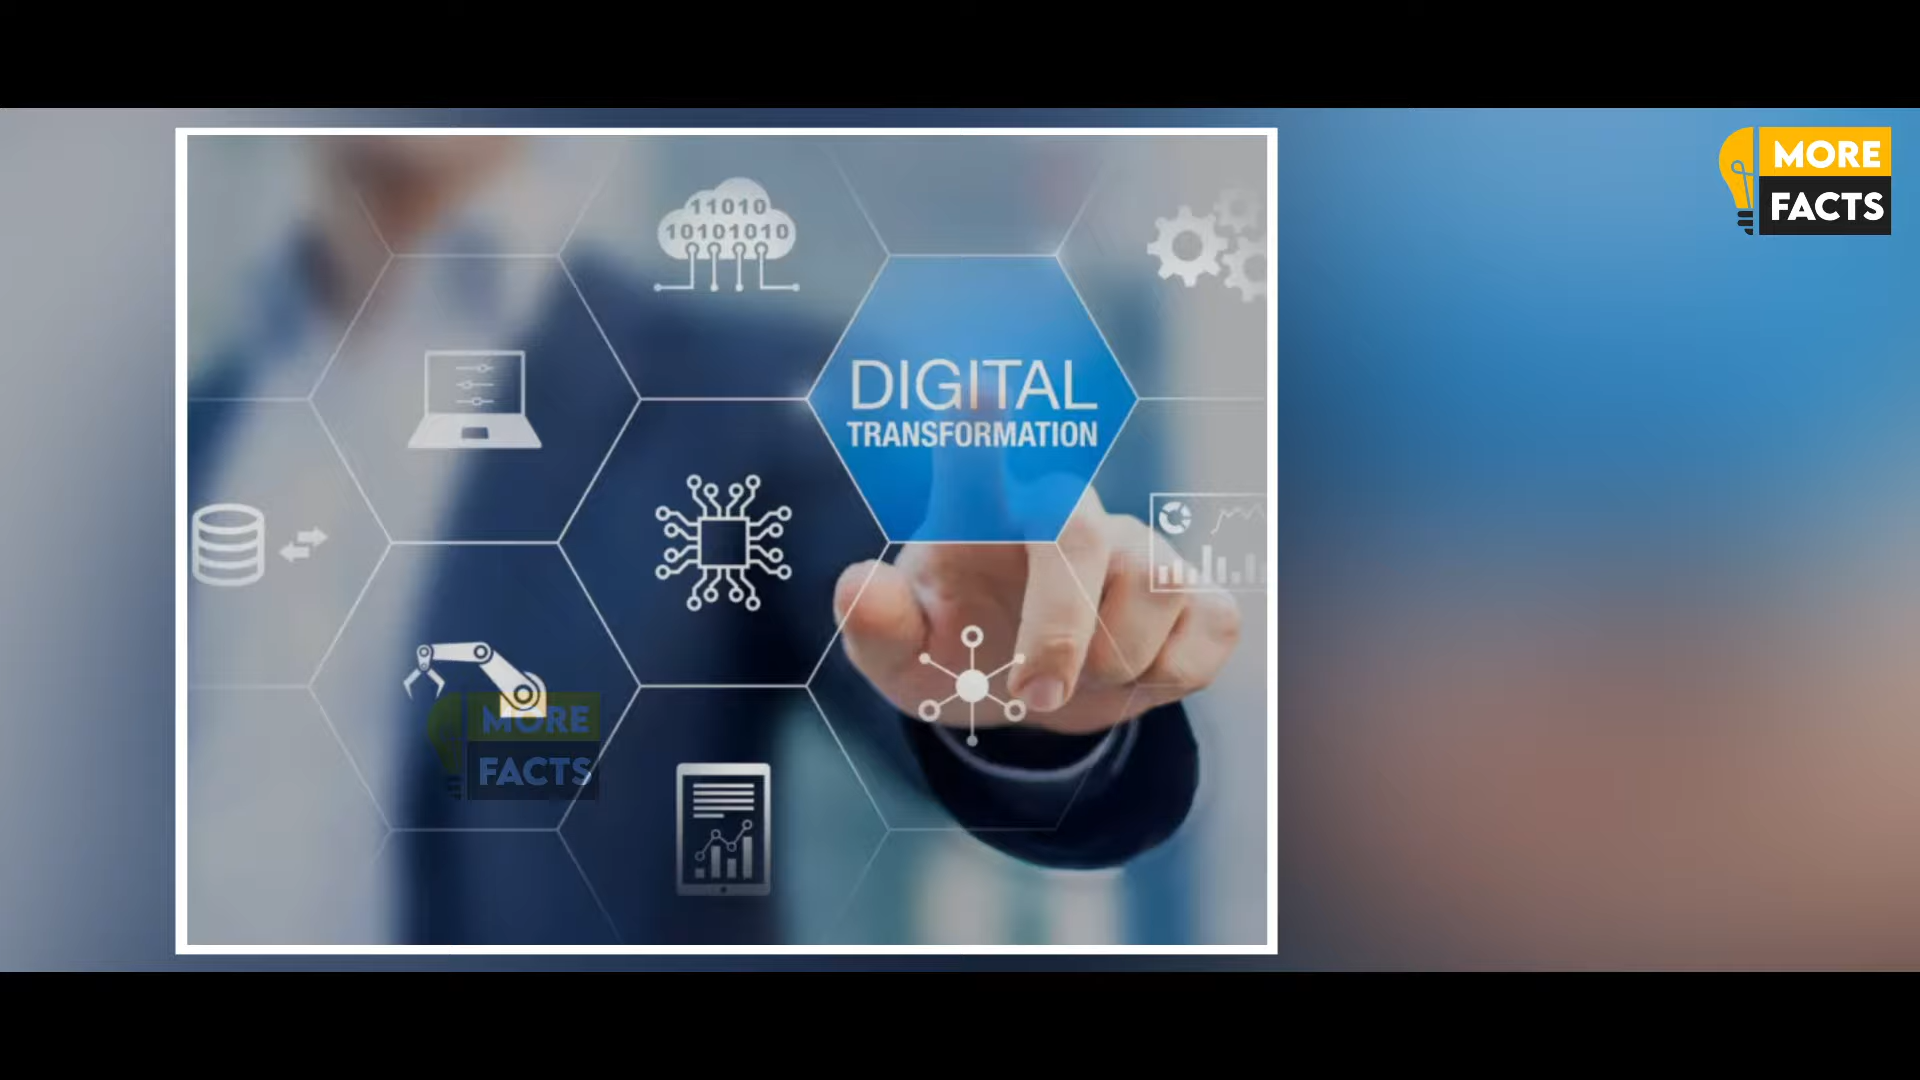 MORE
FACTS
11010
10101010
DIGITAL
TRANSFORMATION
MORE
FACTS